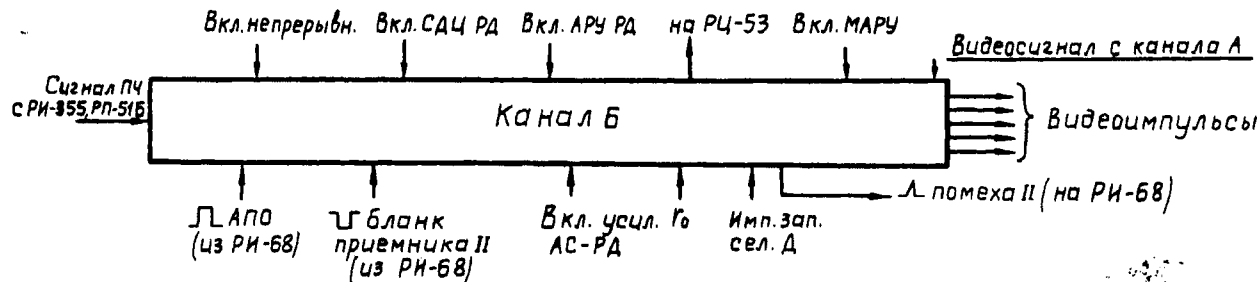 Вкл. непрерывн.
Вкл. СДЦ РД
Вкл. АРУ РД
на РЦ-53
Вкл. МАРУ
Видеосигнал с канала А
Сигнал ПЧ
с РИ-355, РП-51Б
Канал Б
Видеоимпульсы
АПО
(из РИ-68)
бланк
приемника II
(из РИ-68)
Вкл. усил.
АС-РД
r₀
Имп. зап.
сел. Д
помеха II (на РИ-68)